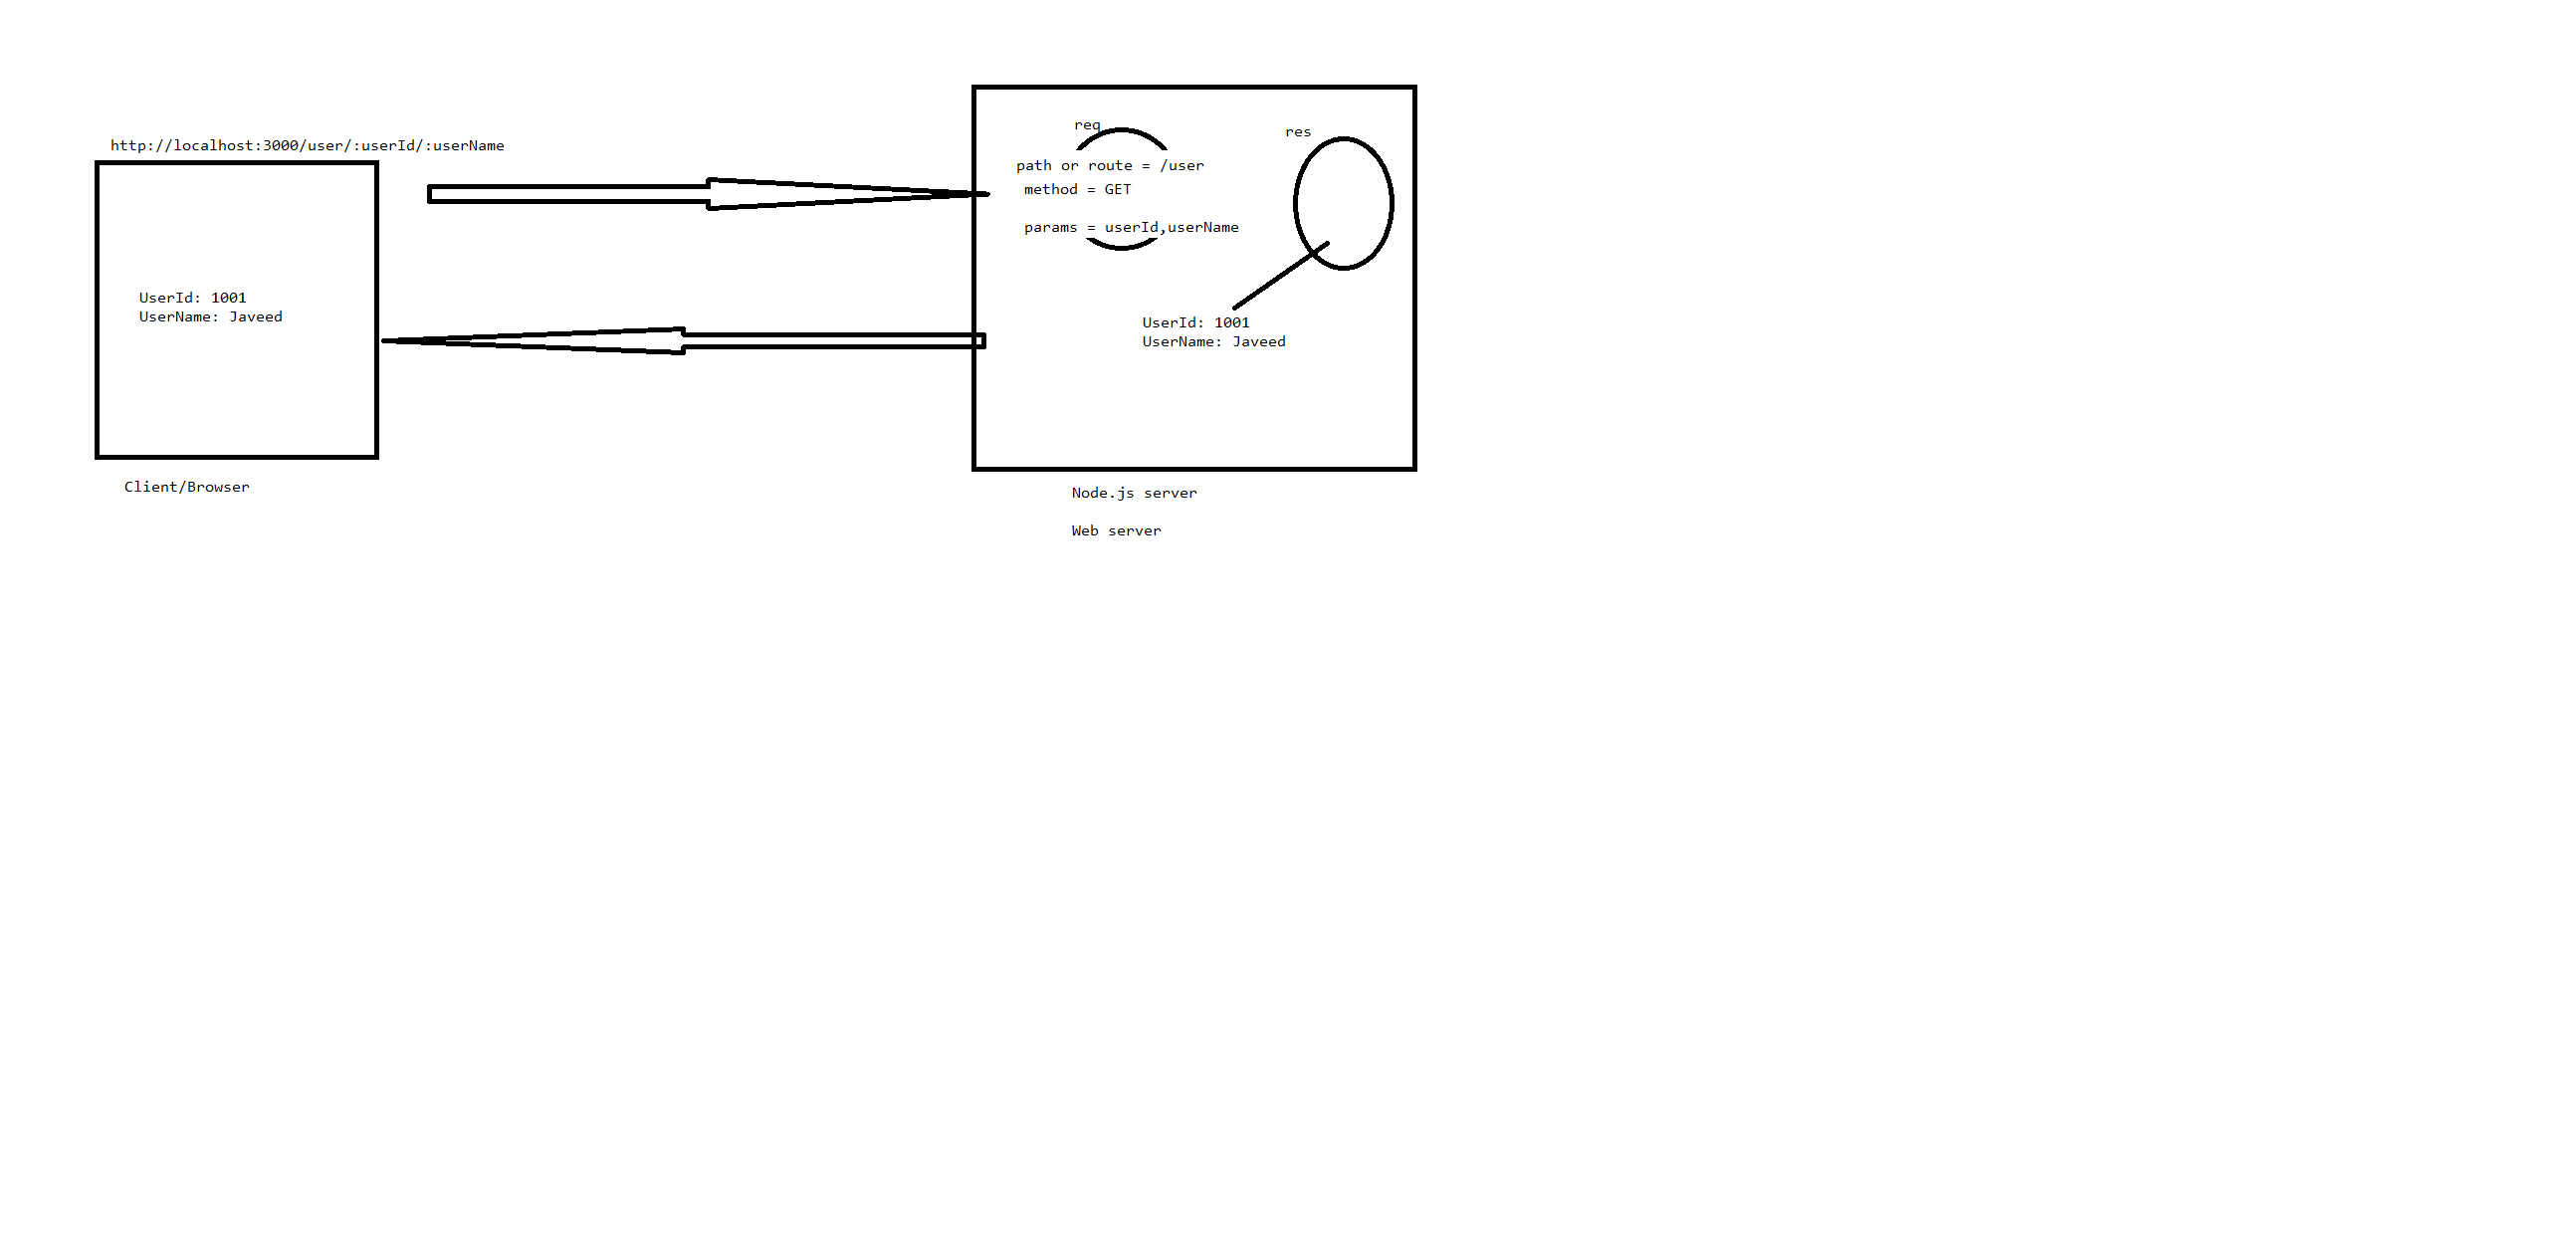 http://localhost:3000/user/:userId/:userName
UserId: 1001
UserName: Javeed
Client/Browser
req
path or route = /user
method = GET
params = userId,userName
res
UserId: 1001
UserName: Javeed
Node.js server
Web server